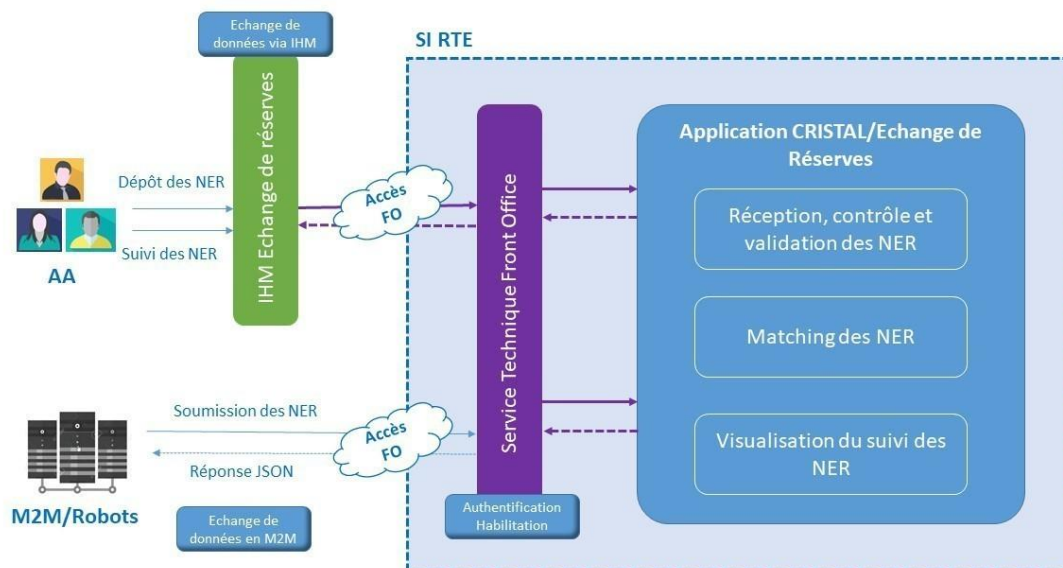 Echange de
données via IHM
SI RTE
IHM Echange de réserves
Dépôt des NER
Suivi des NER
AA
Accès
FO
Service Technique Front Office
Application CRISTAL/Echange de
Réserves
Réception, contrôle et
validation des NER
Matching des NER
Visualisation du suivi des
NER
Soumission des NER
Réponse JSON
Accès
FO
M2M/Robots
Echange de
données en M2M
Authentification
Habilitation